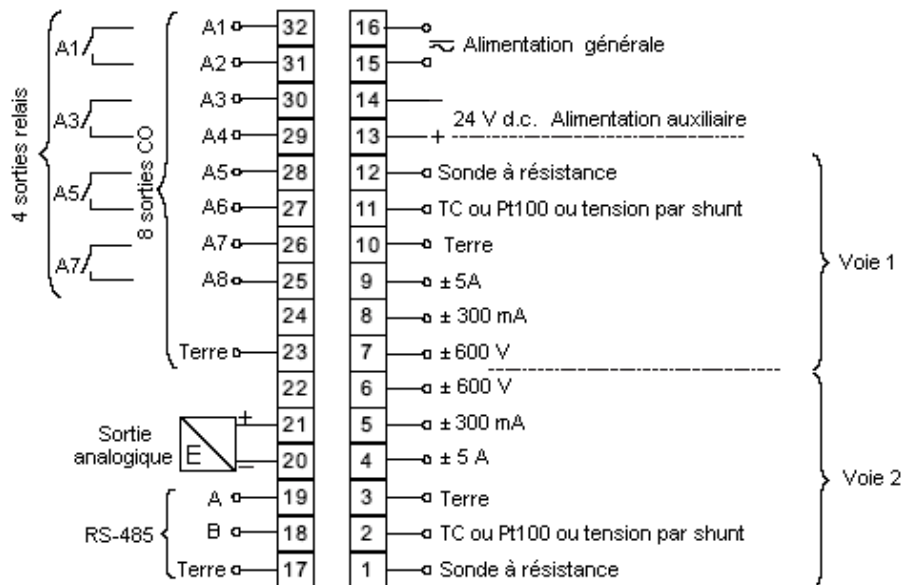 A1 32 16 Alimentation générale
A1
A2 31 15
A3 30 14
A3
A4 29 13 + 24 V d.c. Alimentation auxiliaire
4 sorties relais
8 sorties CO
A5 28 12 Sonde à résistance
A5
A6 27 11 TC ou Pt100 ou tension par shunt
A7 26 10 Terre
A7
A8 25 9 ± 5A
Voie 1
24 8 ± 300 mA
Terre 23 7 ± 600 V
22 6 ± 600 V
Sortie analogique
E
+ 21 5 ± 300 mA
– 20 4 ± 5 A
Voie 2
RS-485
A 19 3 Terre
B 18 2 TC ou Pt100 ou tension par shunt
Terre 17 1 Sonde à résistance